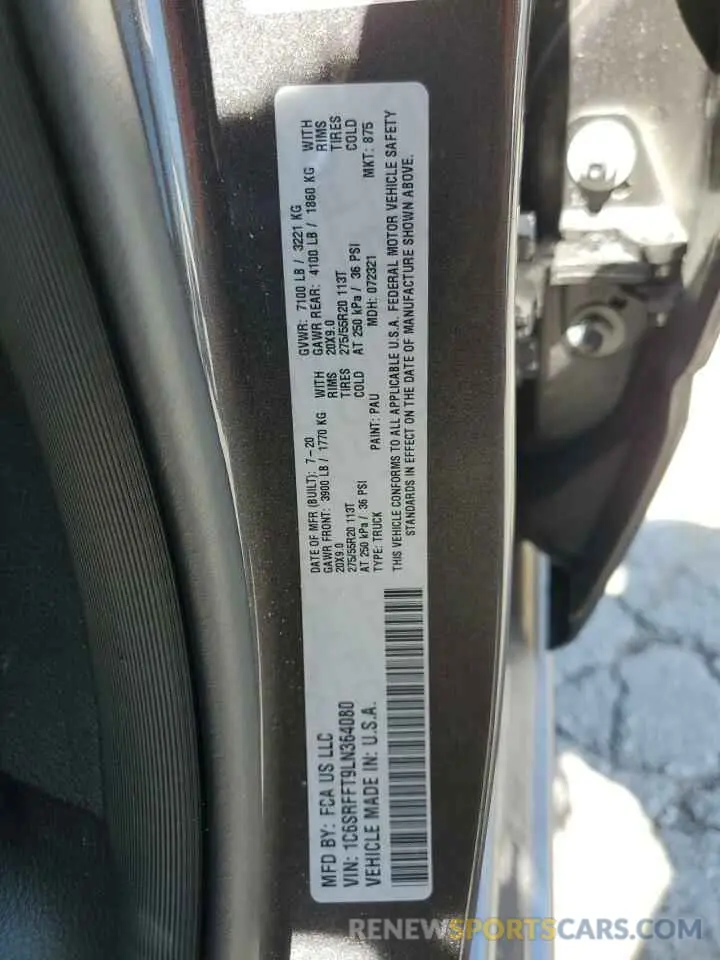 MFD BY: FCA US LLC
VIN: 1C6SRFFT9LN364080
VEHICLE MADE IN: U.S.A.
DATE OF MFR (BUILT): 7-20
GAWR FRONT: 3900 LB / 1770 KG WITH
20X9.0 RIMS
275/55R20 113T TIRES
AT 250 kPa / 36 PSI COLD
TYPE: TRUCK PAINT: PAU
GVWR: 7100 LB / 3221 KG
GAWR REAR: 4100 LB / 1860 KG WITH
20X9.0 RIMS
275/55R20 113T TIRES
AT 250 kPa / 36 PSI COLD
MDH: 072321 MKT: 875
THIS VEHICLE CONFORMS TO ALL APPLICABLE U.S.A. FEDERAL MOTOR VEHICLE SAFETY
STANDARDS IN EFFECT ON THE DATE OF MANUFACTURE SHOWN ABOVE.
RENEWSPORTSCARS.COM